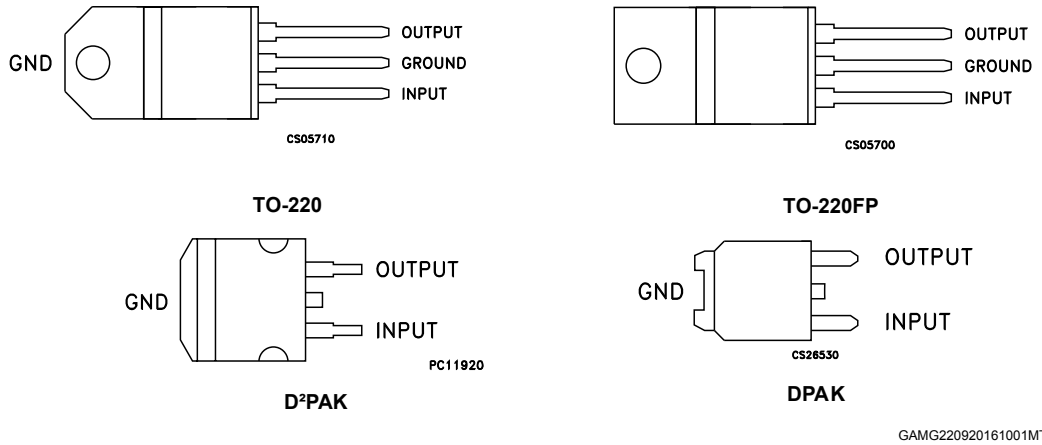 GND
OUTPUT
GROUND
INPUT
CS05710
TO-220
OUTPUT
GROUND
INPUT
CS05700
TO-220FP
GND
OUTPUT
INPUT
PC11920
D²PAK
GND
OUTPUT
INPUT
CS26530
DPAK
GAMG220920161001MT